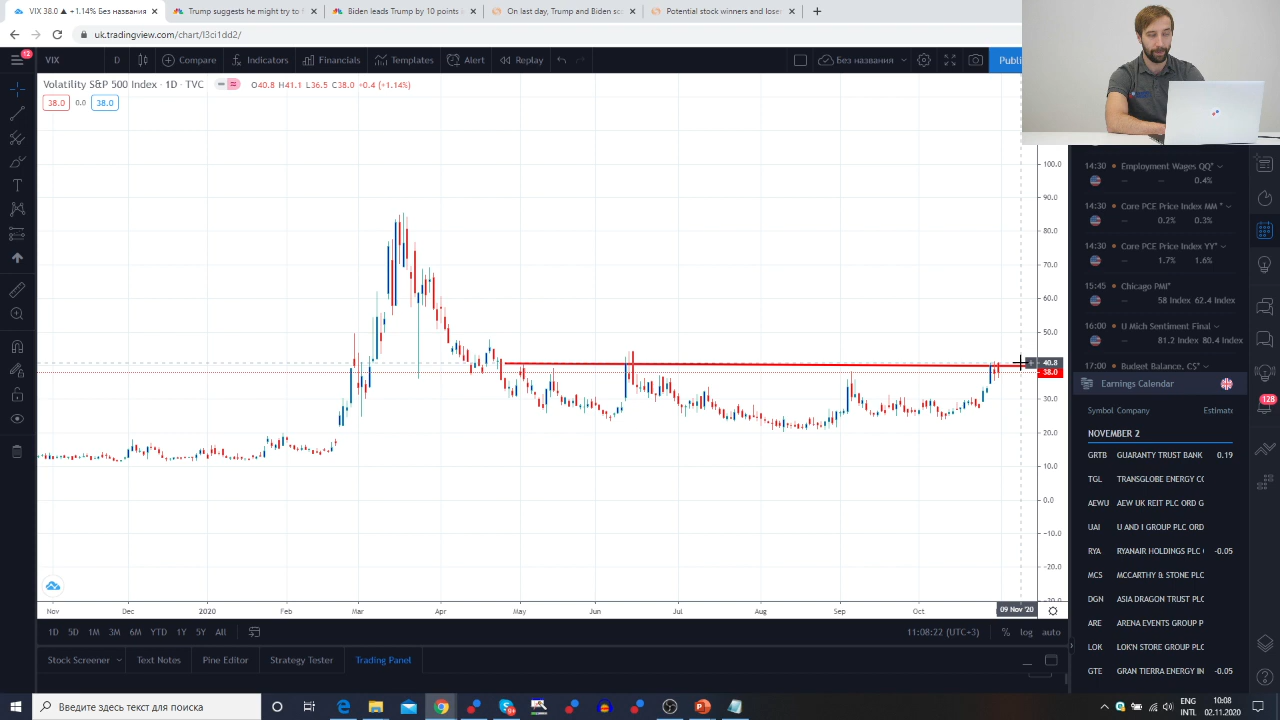 VIX 38.0 ▲ +1.14% Без названия
Trump suggests he might try to f
Biden leads Trump by 10 points
On last day, Trump and Biden sc
Potential stock winners and loser
uk.tradingview.com/chart/I3ci1dd2/
12
VIX
D
Compare
Indicators
Financials
Templates
Alert
Replay
Без названия
Publi
Volatility S&P 500 Index · 1D · TVC
O40.8 H41.1 L36.5 C38.0 +0.4 (+1.14%)
38.0 0.0 38.0
100.0
90.0
80.0
70.0
60.0
50.0
40.8
38.0
30.0
20.0
10.0
0.0
-10.0
-20.0
Nov Dec 2020 Feb Mar Apr May Jun Jul Aug Sep Oct 09 Nov '20
1D 5D 1M 3M 6M YTD 1Y 5Y All
11:08:22 (UTC+3) % log auto
Stock Screener Text Notes Pine Editor Strategy Tester Trading Panel
14:30 Employment Wages QQ*
— — 0.4%
14:30 Core PCE Price Index MM *
— 0.2% 0.3%
14:30 Core PCE Price Index YY*
— 1.7% 1.6%
15:45 Chicago PMI*
— 58 Index 62.4 Index
16:00 U Mich Sentiment Final
— 81.2 Index 80.4 Index
17:00 Budget Balance, C$*
Earnings Calendar
Symbol Company Estimate
NOVEMBER 2
GRTB GUARANTY TRUST BANK 0.19
TGL TRANSGLOBE ENERGY CC
AEWU AEW UK REIT PLC ORD G
UAI U AND I GROUP PLC ORD
RYA RYANAIR HOLDINGS PLC -0.05
MCS MCCARTHY & STONE PLC
DGN ASIA DRAGON TRUST PLC
ARE ARENA EVENTS GROUP P
LOK LOK'N STORE GROUP PLC
GTE GRAN TIERRA ENERGY IN -0.05
128
Введите здесь текст для поиска
ENG
INTL
10:08
02.11.2020